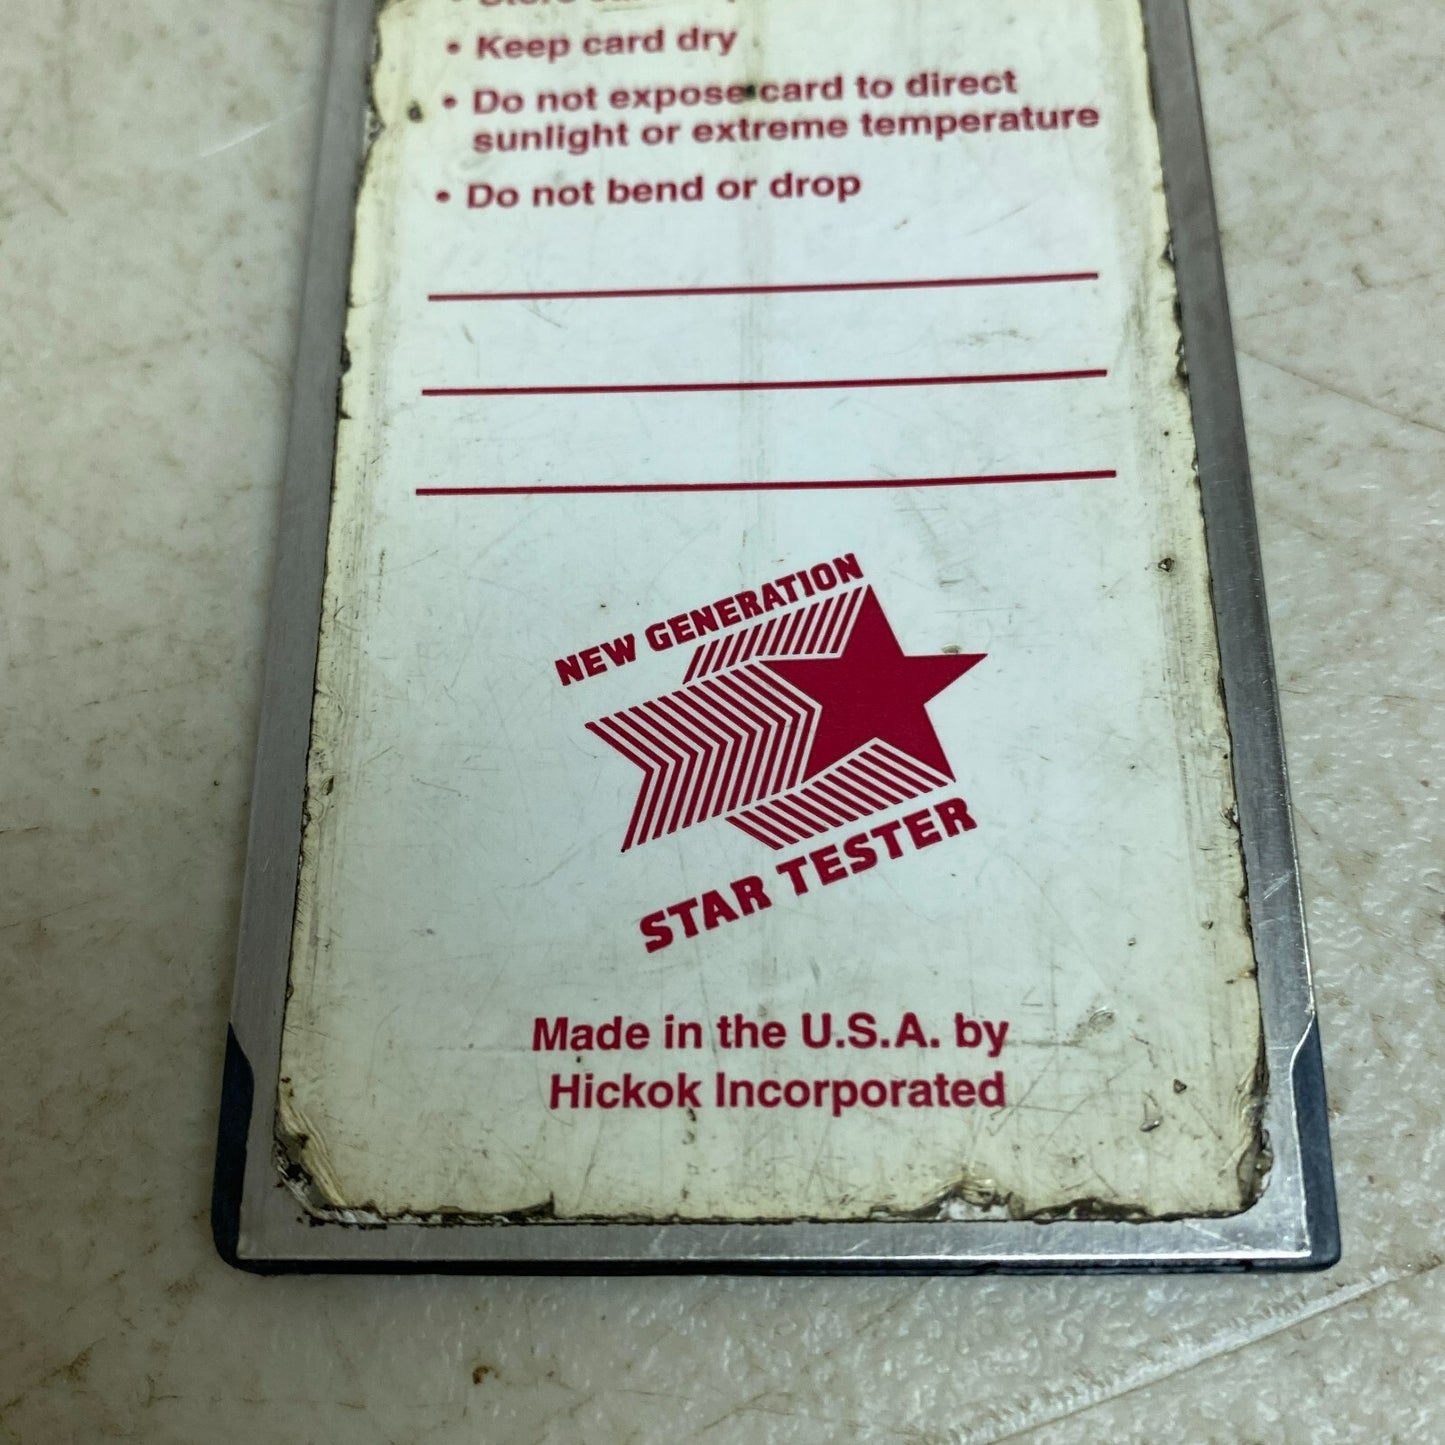 • Keep card dry
• Do not expose card to direct
sunlight or extreme temperature
• Do not bend or drop
NEW GENERATION
STAR TESTER
Made in the U.S.A. by
Hickok Incorporated